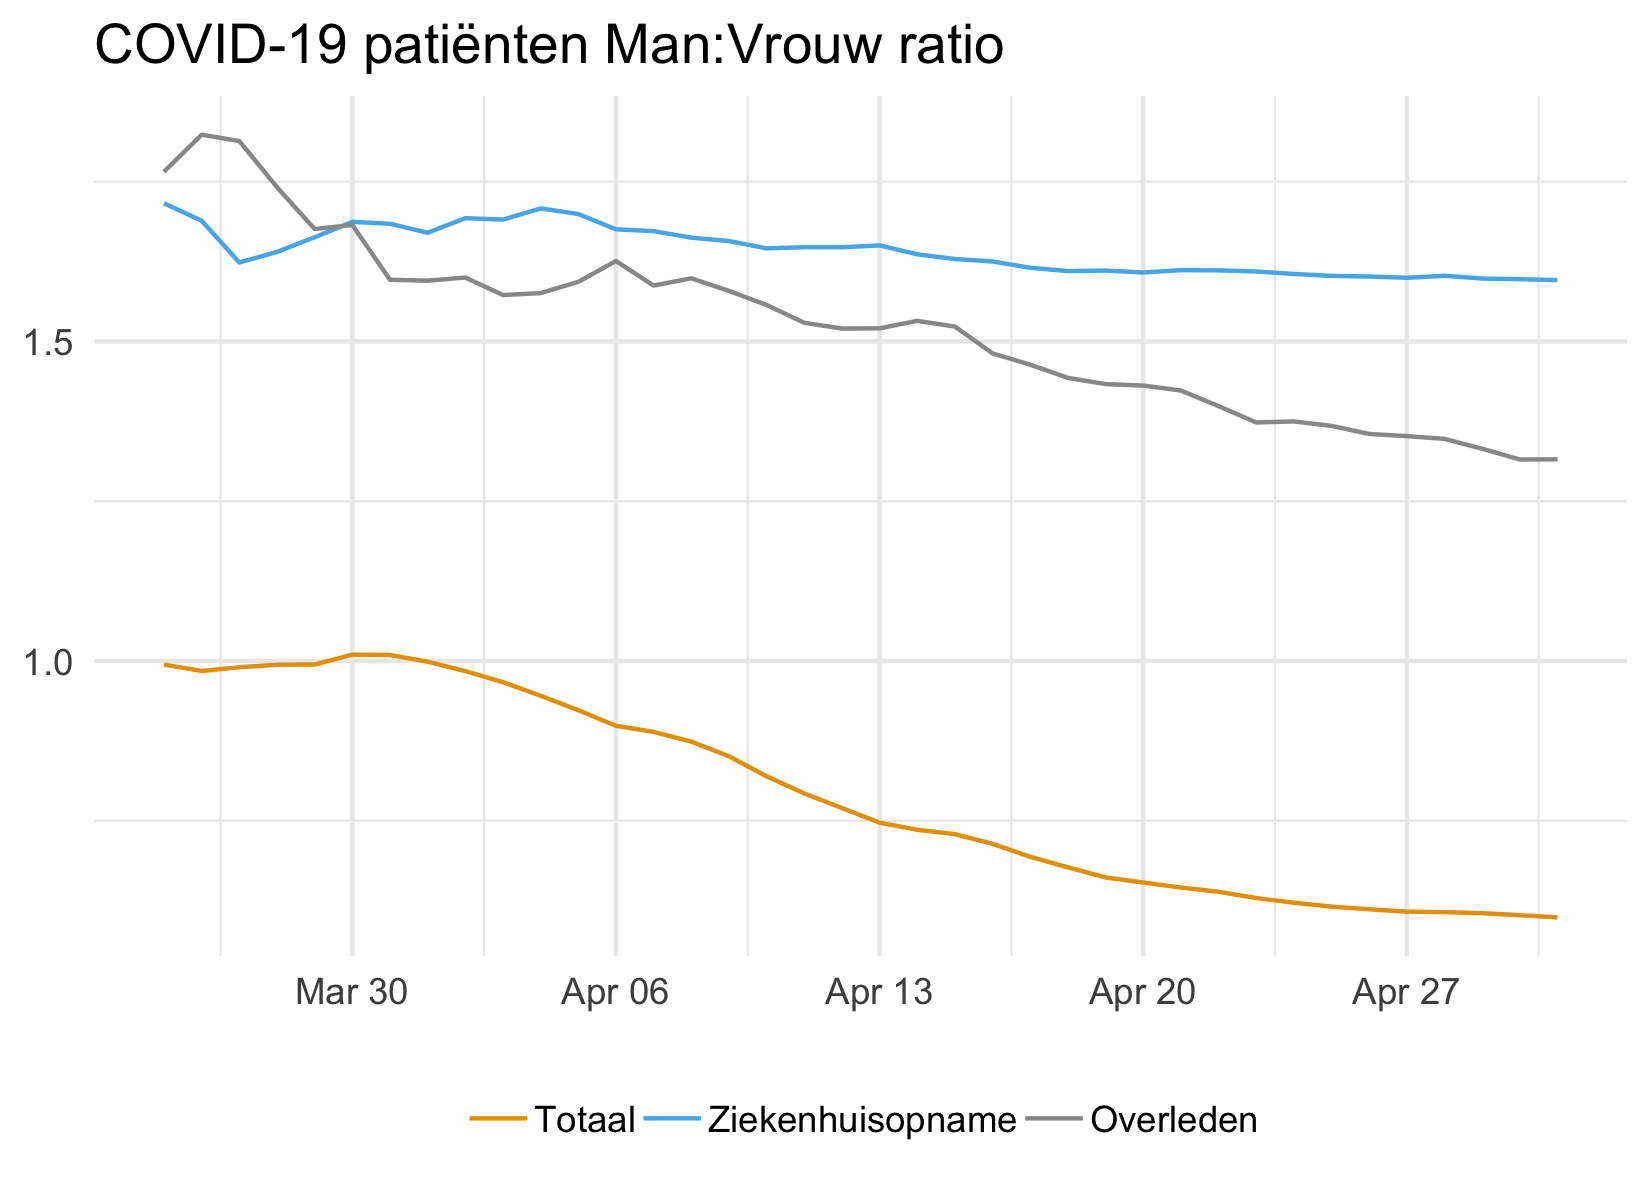 COVID-19 patiënten Man:Vrouw ratio
1.5
1.0
Mar 30 Apr 06 Apr 13 Apr 20 Apr 27
Totaal Ziekenhuisopname Overleden